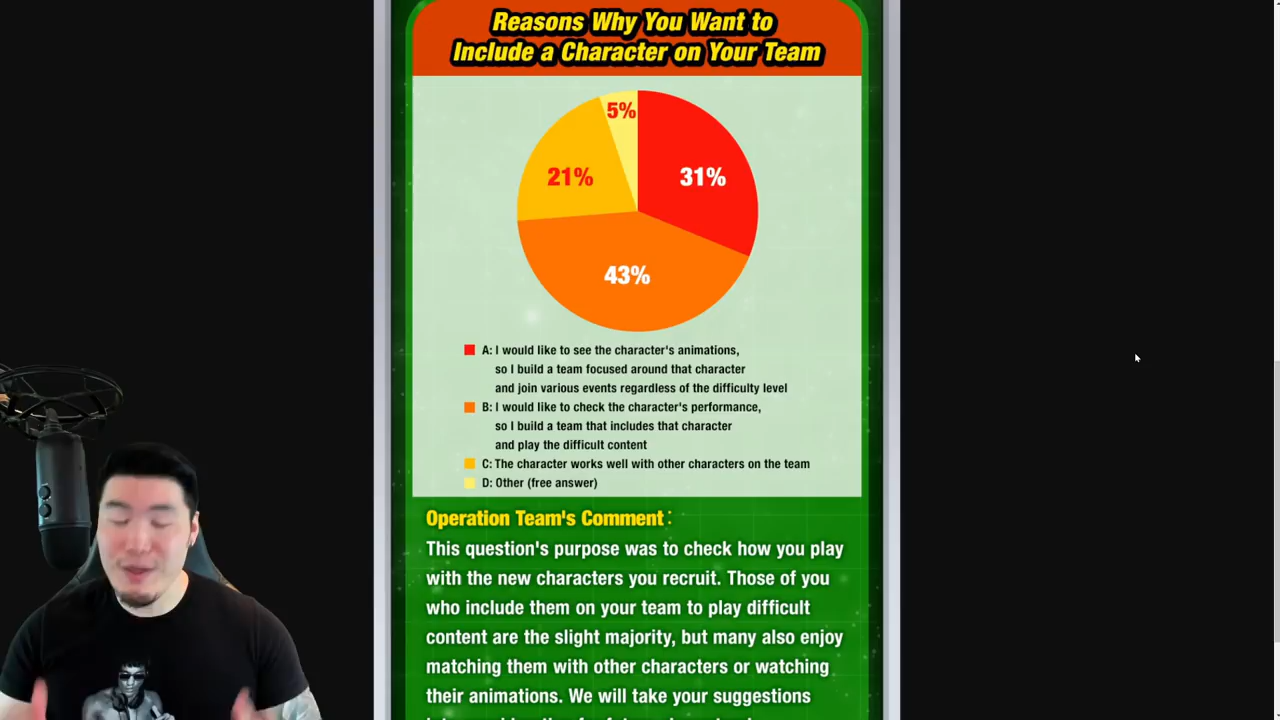 Reasons Why You Want to
Include a Character on Your Team
5%
31%
21%
43%
A: I would like to see the character's animations,
so I build a team focused around that character
and join various events regardless of the difficulty level
B: I would like to check the character's performance,
so I build a team that includes that character
and play the difficult content
C: The character works well with other characters on the team
D: Other (free answer)
Operation Team's Comment:
This question's purpose was to check how you play
with the new characters you recruit. Those of you
who include them on your team to play difficult
content are the slight majority, but many also enjoy
matching them with other characters or watching
their animations. We will take your suggestions